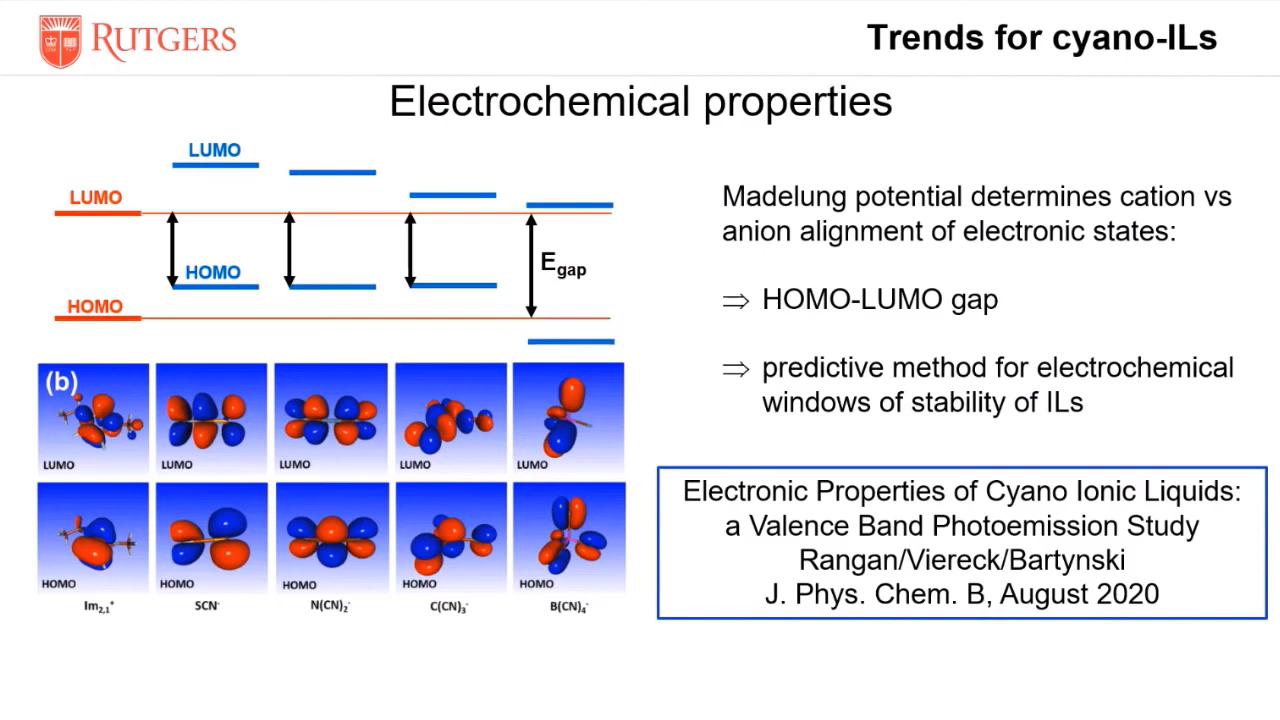 RUTGERS
Trends for cyano-ILs
Electrochemical properties
LUMO
LUMO
HOMO
HOMO
Egap
Madelung potential determines cation vs
anion alignment of electronic states:
⇒ HOMO-LUMO gap
⇒ predictive method for electrochemical
windows of stability of ILs
(b)
LUMO LUMO LUMO LUMO LUMO
HOMO HOMO HOMO HOMO HOMO
Im2,1+ SCN- N(CN)2- C(CN)3- B(CN)4-
Electronic Properties of Cyano Ionic Liquids:
a Valence Band Photoemission Study
Rangan/Viereck/Bartynski
J. Phys. Chem. B, August 2020